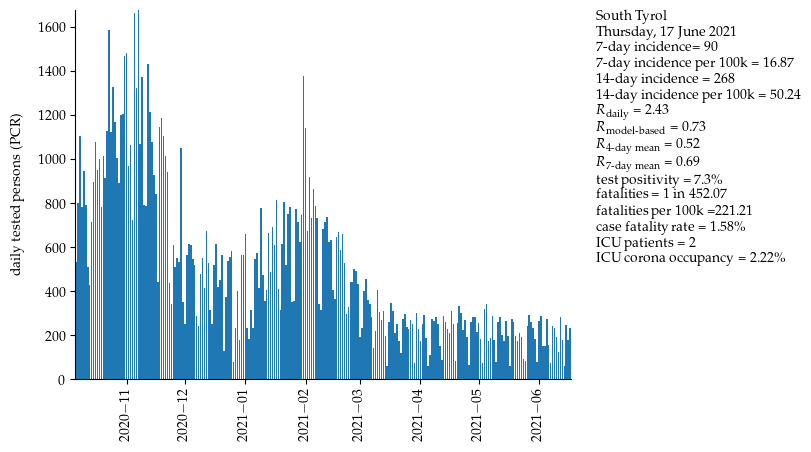 South Tyrol
Thursday, 17 June 2021
7-day incidence= 90
7-day incidence per 100k = 16.87
14-day incidence = 268
14-day incidence per 100k = 50.24
R_daily = 2.43
R_model-based = 0.73
R_4-day mean = 0.52
R_7-day mean = 0.69
test positivity = 7.3%
fatalities = 1 in 452.07
fatalities per 100k =221.21
case fatality rate = 1.58%
ICU patients = 2
ICU corona occupancy = 2.22%
daily tested persons (PCR)
1600
1400
1200
1000
800
600
400
200
0
2020−11
2020−12
2021−01
2021−02
2021−03
2021−04
2021−05
2021−06